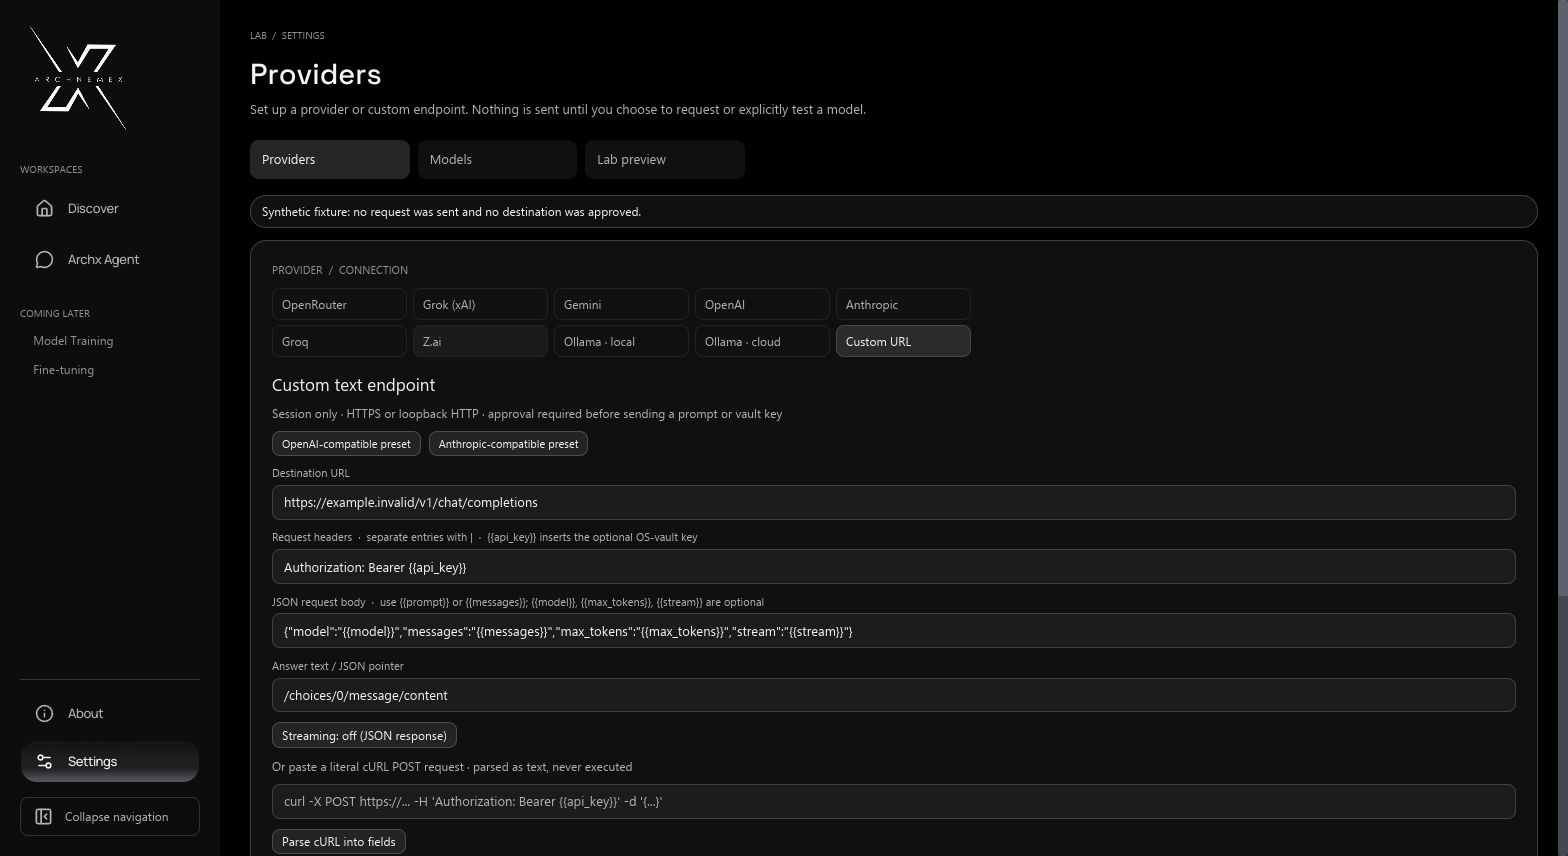 ARCHNEMEX
WORKSPACES
Discover
Archx Agent
COMING LATER
Model Training
Fine-tuning
About
Settings
Collapse navigation
LAB / SETTINGS
Providers
Set up a provider or custom endpoint. Nothing is sent until you choose to request or explicitly test a model.
Providers Models Lab preview
Synthetic fixture: no request was sent and no destination was approved.
PROVIDER / CONNECTION
OpenRouter Grok (xAI) Gemini OpenAI Anthropic
Groq Z.ai Ollama · local Ollama · cloud Custom URL
Custom text endpoint
Session only · HTTPS or loopback HTTP · approval required before sending a prompt or vault key
OpenAI-compatible preset Anthropic-compatible preset
Destination URL
https://example.invalid/v1/chat/completions
Request headers · separate entries with | · {{api_key}} inserts the optional OS-vault key
Authorization: Bearer {{api_key}}
JSON request body · use {{prompt}} or {{messages}}; {{model}}, {{max_tokens}}, {{stream}} are optional
{"model":"{{model}}","messages":"{{messages}}","max_tokens":"{{max_tokens}}","stream":"{{stream}}"}
Answer text / JSON pointer
/choices/0/message/content
Streaming: off (JSON response)
Or paste a literal cURL POST request · parsed as text, never executed
curl -X POST https://... -H 'Authorization: Bearer {{api_key}}' -d '{...}'
Parse cURL into fields